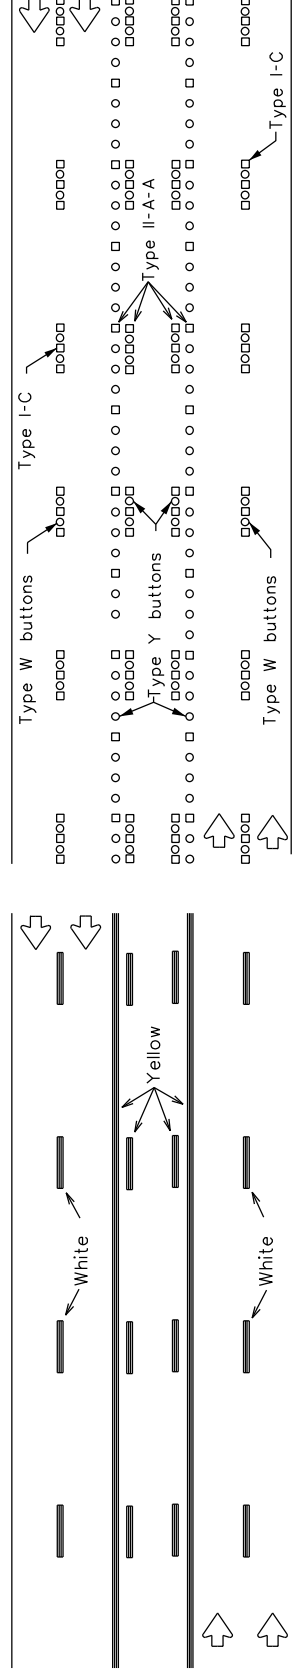 Type I-C
Type II-A-A
Type I-C
Type W buttons
Type Y buttons
Type W buttons
Yellow
White
White